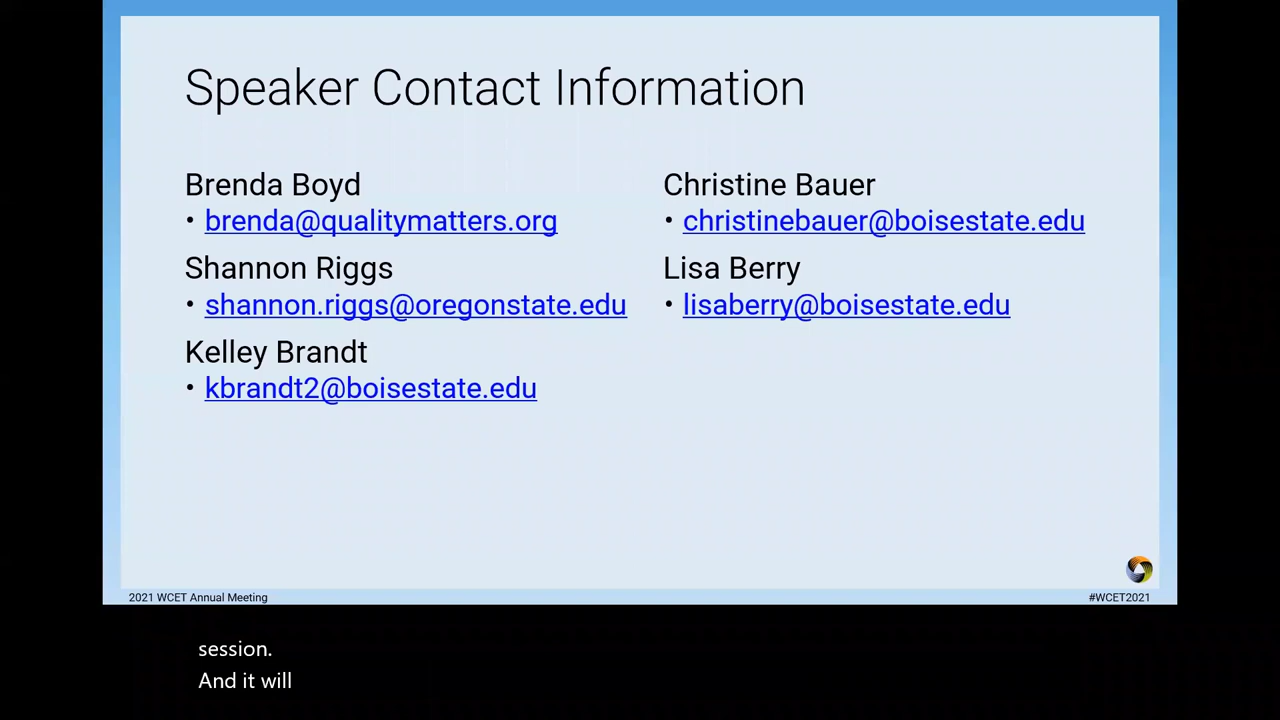 Speaker Contact Information
Brenda Boyd
• brenda@qualitymatters.org
Shannon Riggs
• shannon.riggs@oregonstate.edu
Kelley Brandt
• kbrandt2@boisestate.edu
Christine Bauer
• christinebauer@boisestate.edu
Lisa Berry
• lisaberry@boisestate.edu
2021 WCET Annual Meeting
#WCET2021
session.
And it will